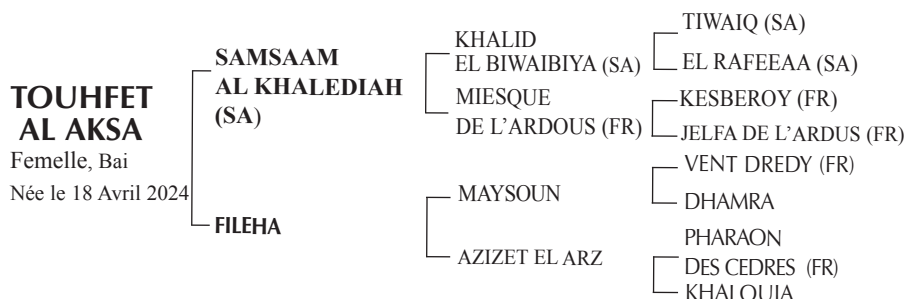 TOUHFET
AL AKSA
Femelle, Bai
Née le 18 Avril 2024
SAMSAAM
AL KHALEDIAH
(SA)
FILEHA
KHALID
EL BIWAIBIYA (SA)
MIESQUE
DE L'ARDOUS (FR)
MAYSOUN
AZIZET EL ARZ
TIWAIQ (SA)
EL RAFEEAA (SA)
KESBEROY (FR)
JELFA DE L'ARDUS (FR)
VENT DREDY (FR)
DHAMRA
PHARAON
DES CEDRES (FR)
KHALOUIA